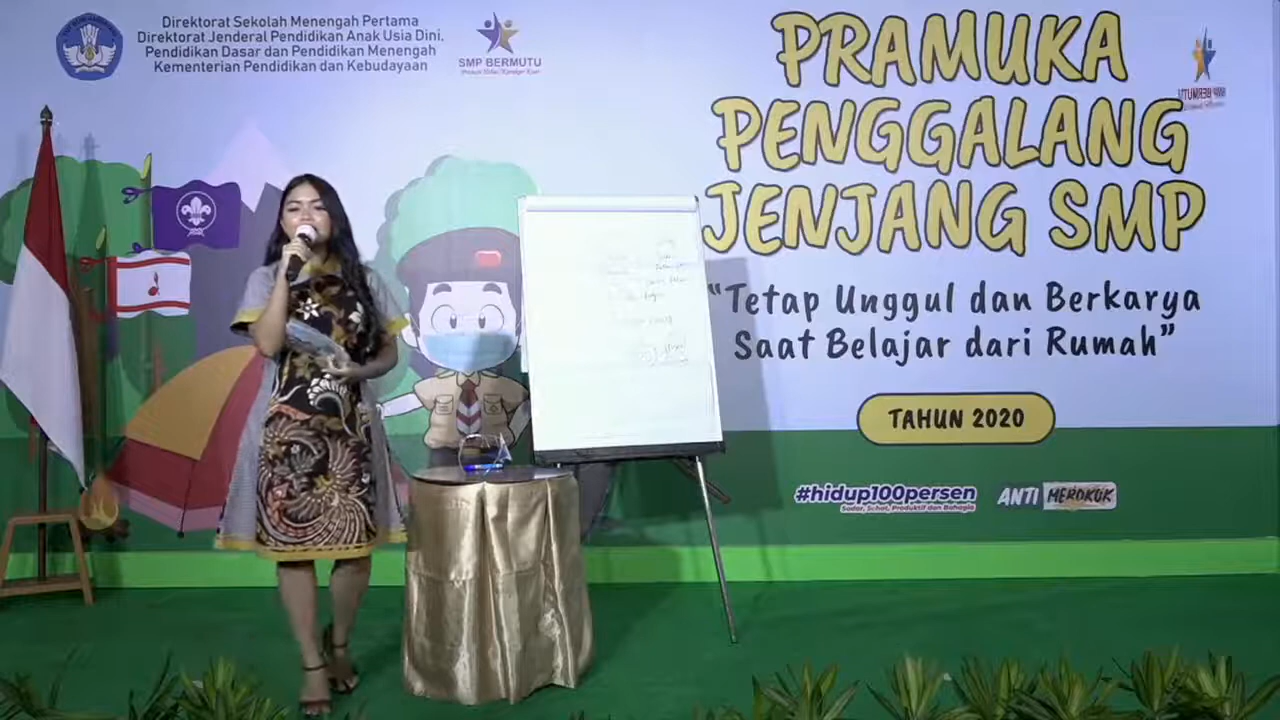 Direktorat Sekolah Menengah Pertama
Direktorat Jenderal Pendidikan Anak Usia Dini,
Pendidikan Dasar dan Pendidikan Menengah
Kementerian Pendidikan dan Kebudayaan
SMP BERMUTU
PRAMUKA
PENGGALANG
JENJANG SMP
SMP BERMUTU
“Tetap Unggul dan Berkarya
Saat Belajar dari Rumah”
TAHUN 2020
#hidup100persen
Sadar, Sehat, Produktif dan Bahagia
ANTI MEROKOK